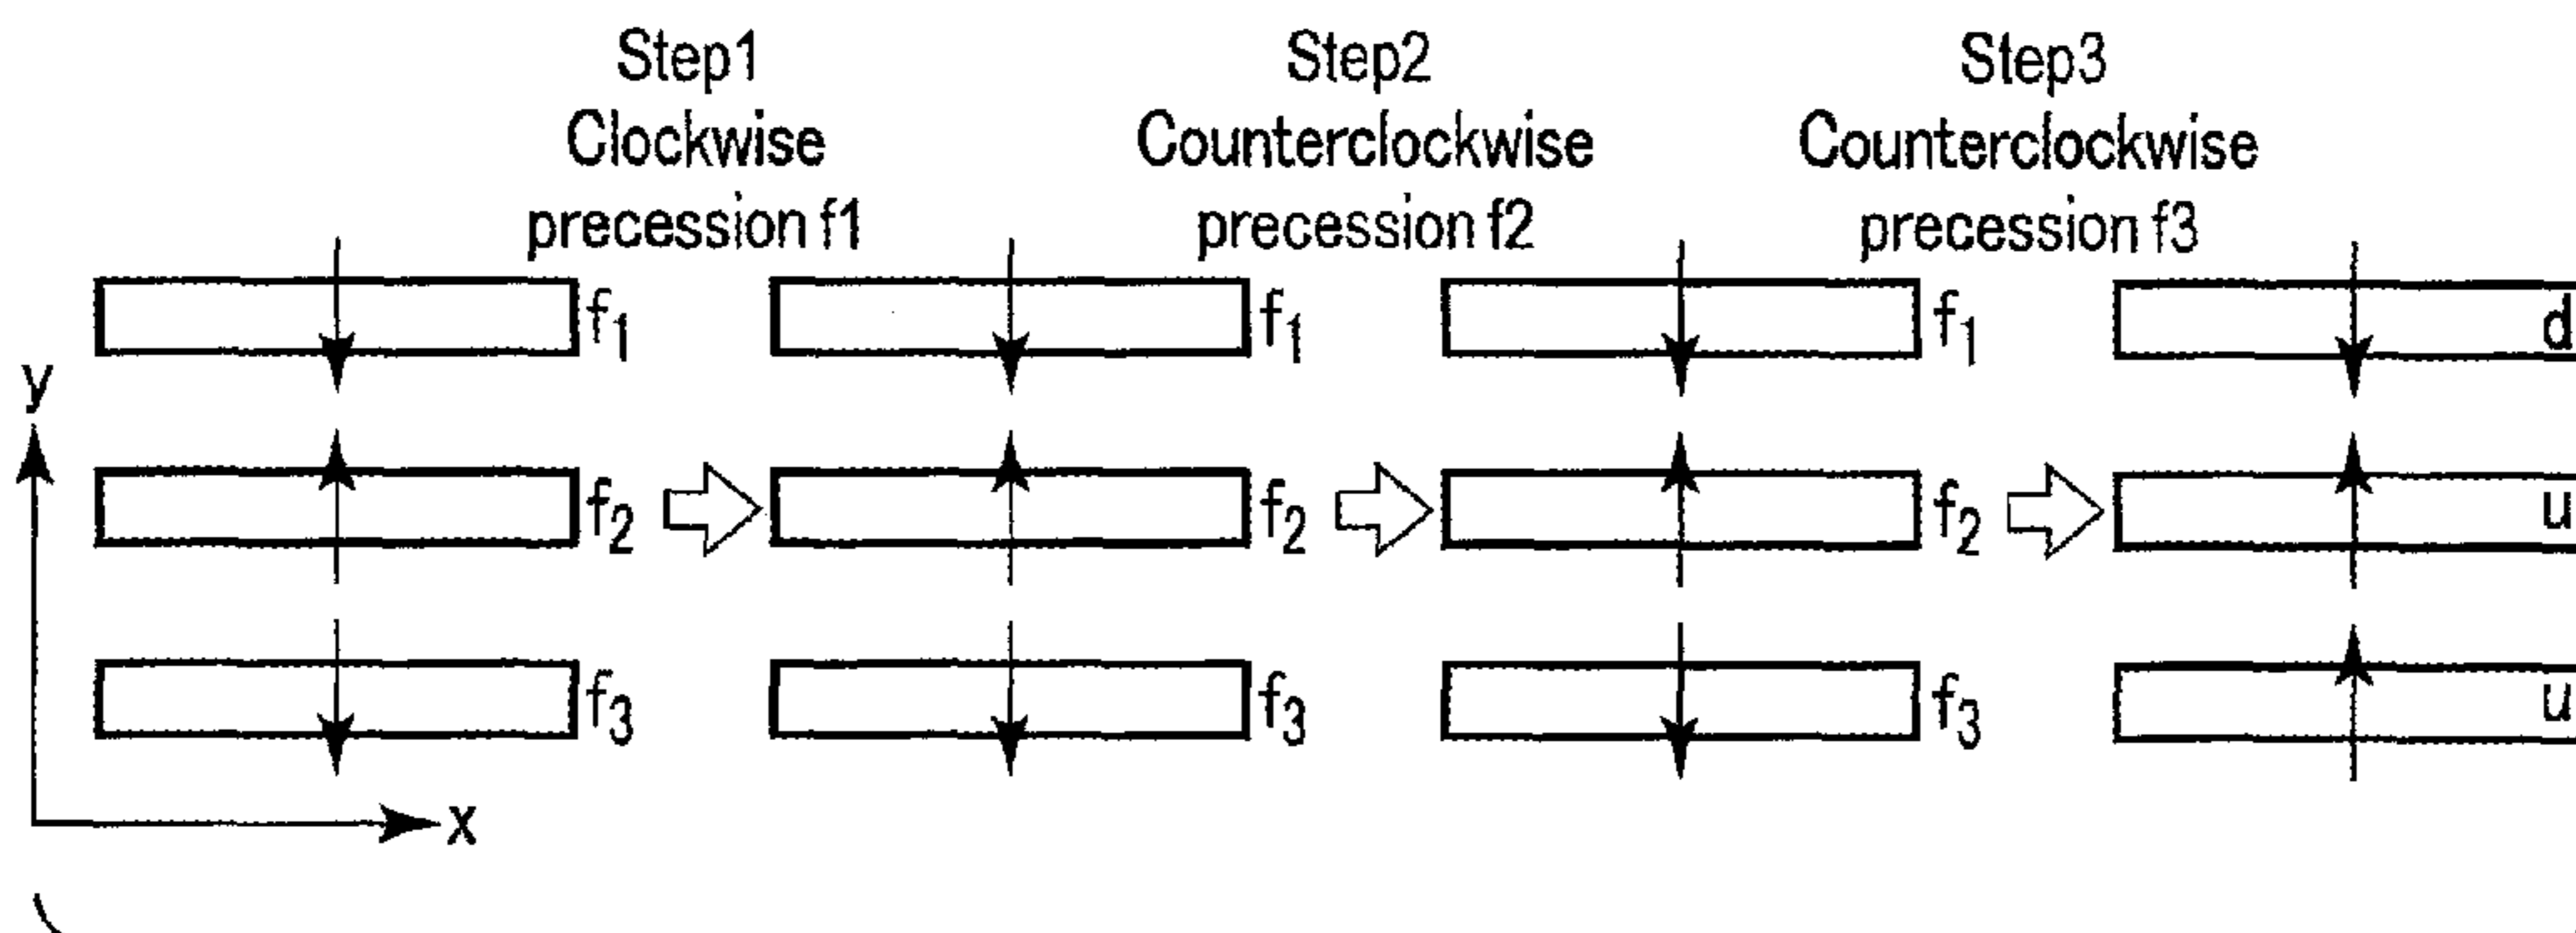 Step1
Clockwise
precession f1
Step2
Counterclockwise
precession f2
Step3
Counterclockwise
precession f3
f1 f1 f1 d
y
f2 f2 f2 u
f3 f3 f3 u
x